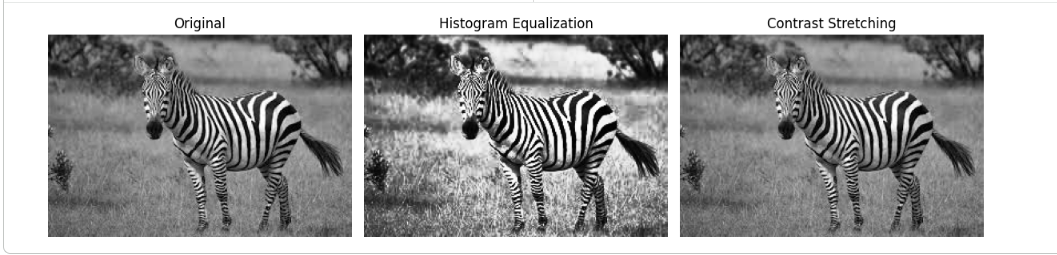 Original
Histogram Equalization
Contrast Stretching